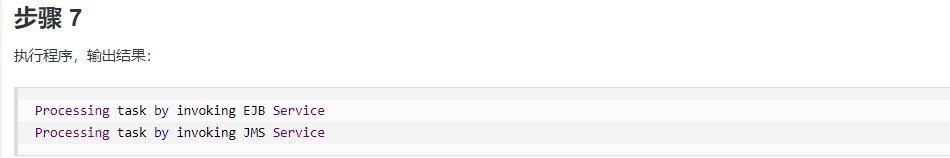 步骤 7
执行程序，输出结果：
Processing task by invoking EJB Service
Processing task by invoking JMS Service